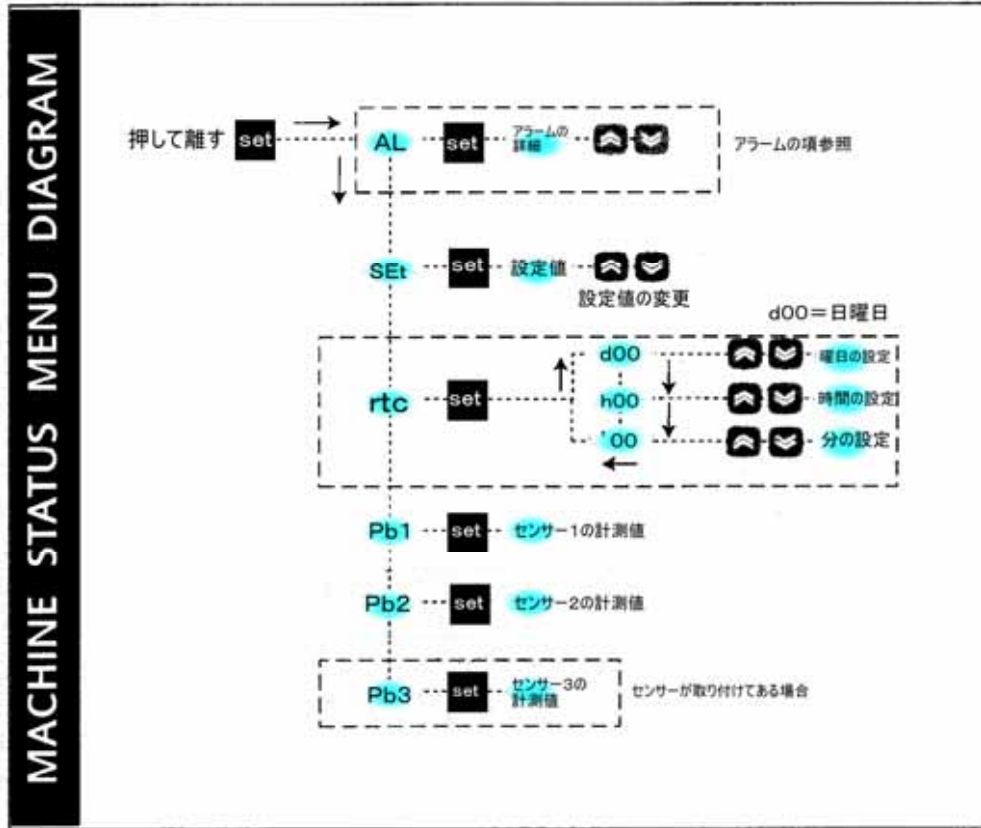 MACHINE STATUS MENU DIAGRAM
押して離す set
AL set アラームの
詳細
アラームの項参照
SEt set 設定値
設定値の変更
d00=日曜日
d00 曜日の設定
rtc set h00 時間の設定
'00 分の設定
Pb1 set センサー1の計測値
Pb2 set センサー2の計測値
Pb3 set センサー3の
計測値
センサーが取り付けてある場合